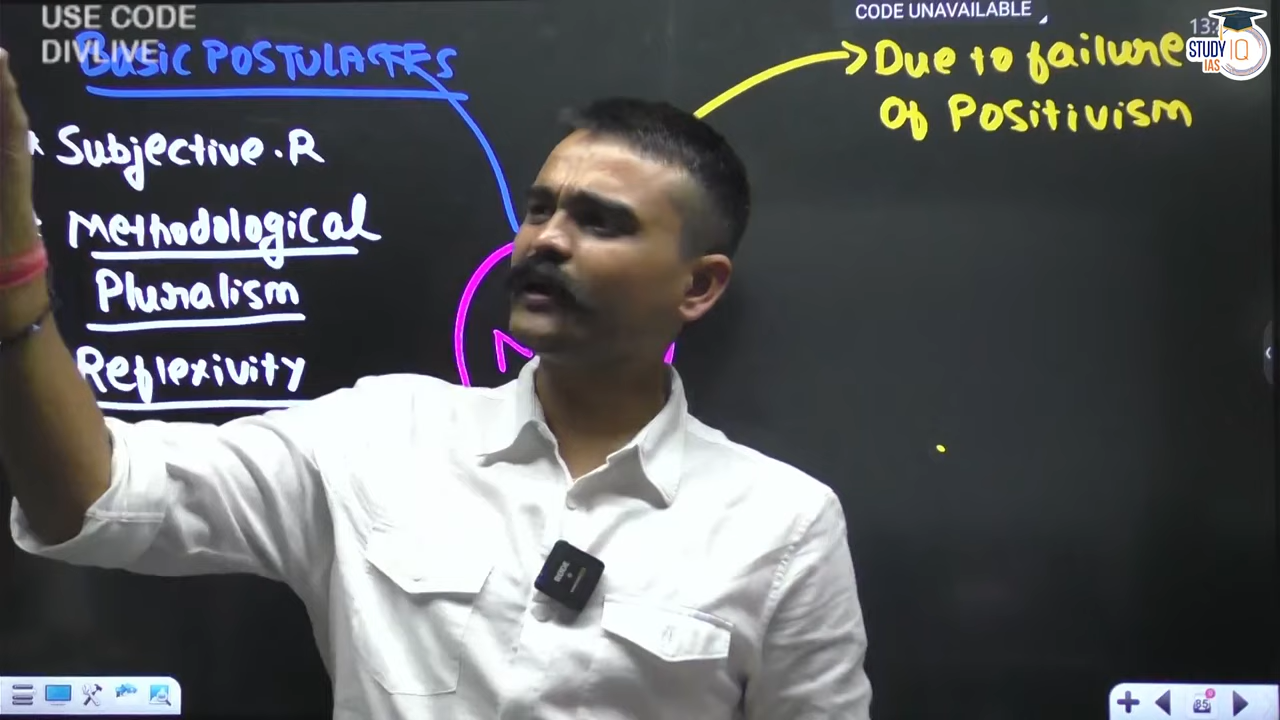 USE CODE
DIVLIVE
CODE UNAVAILABLE
STUDY IQ
IAS
Basic POSTULATES
Subjective.R
Methodological
Pluralism
Reflexivity
Due to failure
Of Positivism
85